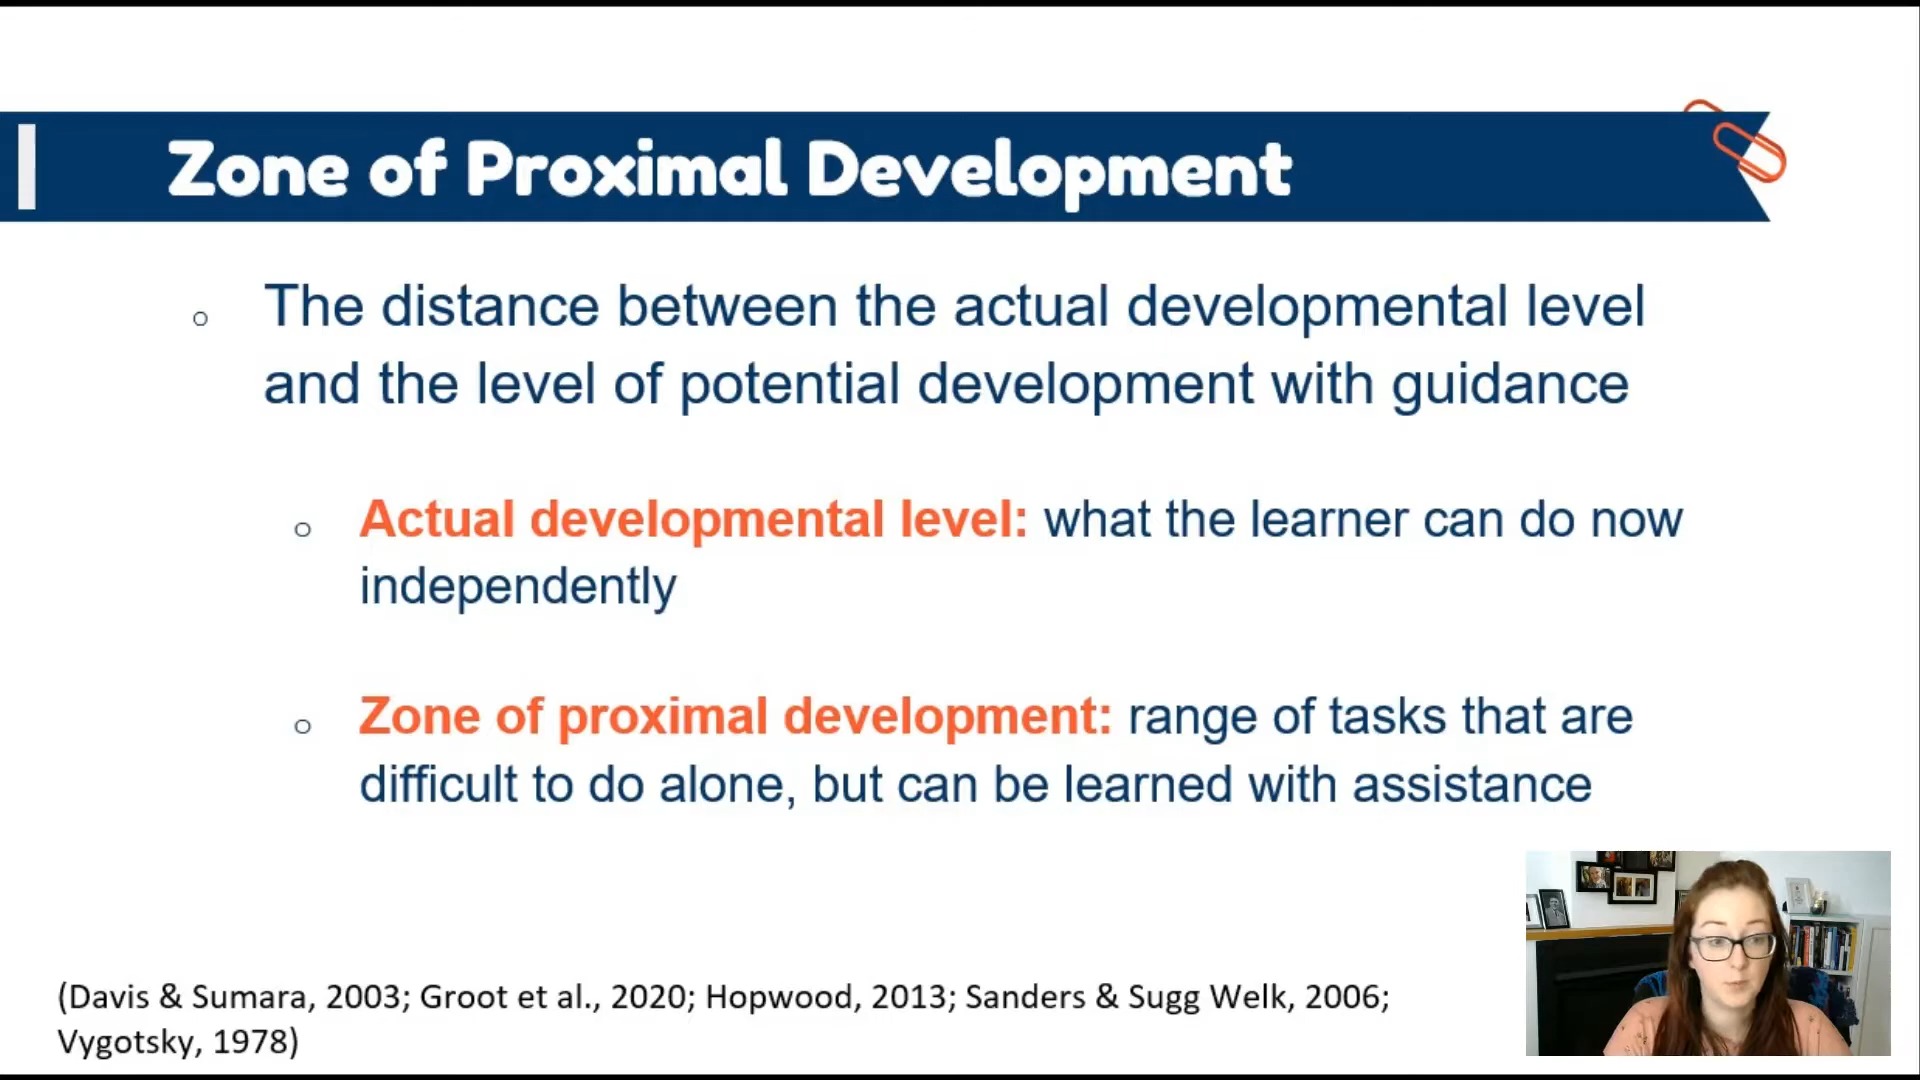 Zone of Proximal Development
The distance between the actual developmental level
and the level of potential development with guidance
Actual developmental level: what the learner can do now
independently
Zone of proximal development: range of tasks that are
difficult to do alone, but can be learned with assistance
(Davis & Sumara, 2003; Groot et al., 2020; Hopwood, 2013; Sanders & Sugg Welk, 2006;
Vygotsky, 1978)